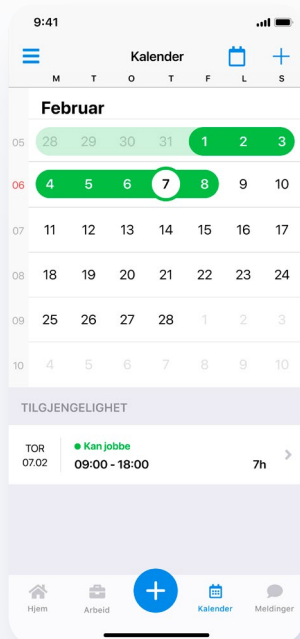 9:41
Kalender
M T O T F L S
Februar
05 28 29 30 31 1 2 3
06 4 5 6 7 8 9 10
07 11 12 13 14 15 16 17
08 18 19 20 21 22 23 24
09 25 26 27 28 1 2 3
10 4 5 6 7 8 9 10
TILGJENGELIGHET
TOR Kan jobbe
07.02 09:00 - 18:00 7h
Hjem Arbeid Kalender Meldinger